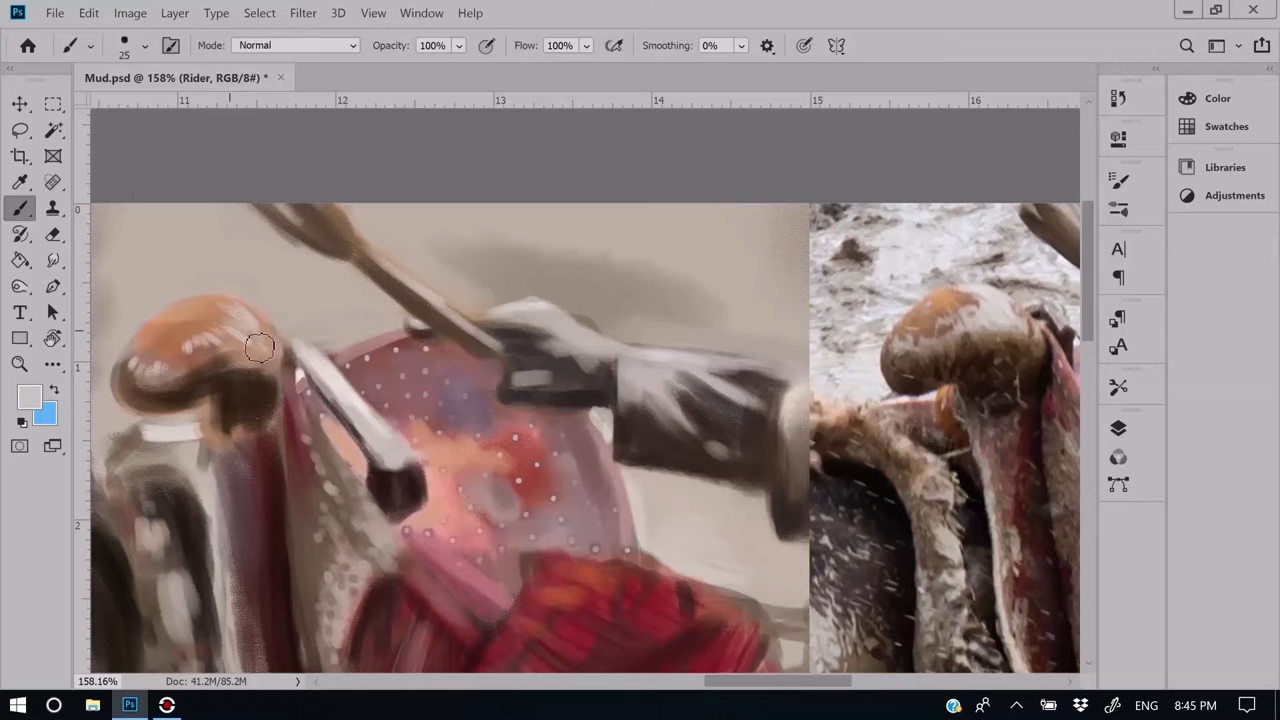 Ps File Edit Image Layer Type Select Filter 3D View Window Help
25 Mode: Normal Opacity: 100% Flow: 100% Smoothing: 0%
Mud.psd @ 158% (Rider, RGB/8#) *
11 12 13 14 15 16
0
1
2
Color
Swatches
Libraries
Adjustments
158.16% Doc: 41.2M/85.2M
Ps ENG 8:45 PM